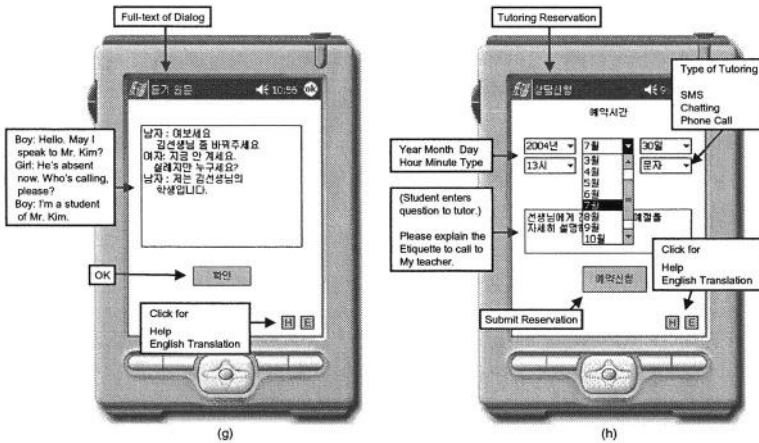 Full-text of Dialog
듣기 원문
10:56 ok
남자 : 여보세요
김선생님 좀 바꿔주세요
여자: 지금 안 계세요.
실례지만 누구세요?
남자 : 저는 김선생님의
학생입니다.
Boy: Hello. May I
speak to Mr. Kim?
Girl: He's absent
now. Who's calling,
please?
Boy: I'm a student
of Mr. Kim.
OK
확인
Click for
Help
English Translation
H E
(g)
Tutoring Reservation
상담신청
9:
예약시간
Type of Tutoring
SMS
Chatting
Phone Call
Year Month Day
Hour Minute Type
2004년 7월 30일
13시 문자
3월
4월
5월
6월
7월
8월
9월
10월
(Student enters
question to tutor.)
Please explain the
Etiquette to call to
My teacher.
선생님에게 예절을
자세히 설명
Click for
Help
English Translation
예약신청
Submit Reservation
H E
(h)